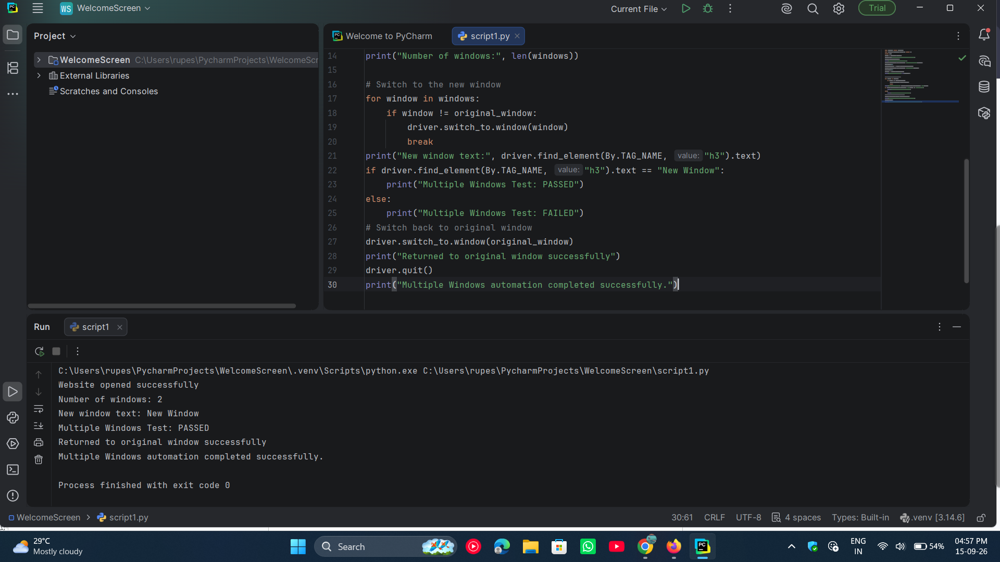 WS WelcomeScreen
Current File
Trial
Project
WelcomeScreen C:\Users\rupes\PycharmProjects\WelcomeScr
External Libraries
Scratches and Consoles
Welcome to PyCharm
script1.py
14 print("Number of windows:", len(windows))
15
16 # Switch to the new window
17 for window in windows:
18 if window != original_window:
19 driver.switch_to.window(window)
20 break
21 print("New window text:", driver.find_element(By.TAG_NAME, value: "h3").text)
22 if driver.find_element(By.TAG_NAME, value: "h3").text == "New Window":
23 print("Multiple Windows Test: PASSED")
24 else:
25 print("Multiple Windows Test: FAILED")
26 # Switch back to original window
27 driver.switch_to.window(original_window)
28 print("Returned to original window successfully")
29 driver.quit()
30 print("Multiple Windows automation completed successfully.")
Run script1
C:\Users\rupes\PycharmProjects\WelcomeScreen\.venv\Scripts\python.exe C:\Users\rupes\PycharmProjects\WelcomeScreen\script1.py
Website opened successfully
Number of windows: 2
New window text: New Window
Multiple Windows Test: PASSED
Returned to original window successfully
Multiple Windows automation completed successfully.
Process finished with exit code 0
WelcomeScreen > script1.py
30:61 CRLF UTF-8 4 spaces Types: Built-in .venv [3.14.6]
29°C
Mostly cloudy
Search
PC
ENG
IN
54%
04:57 PM
15-09-26